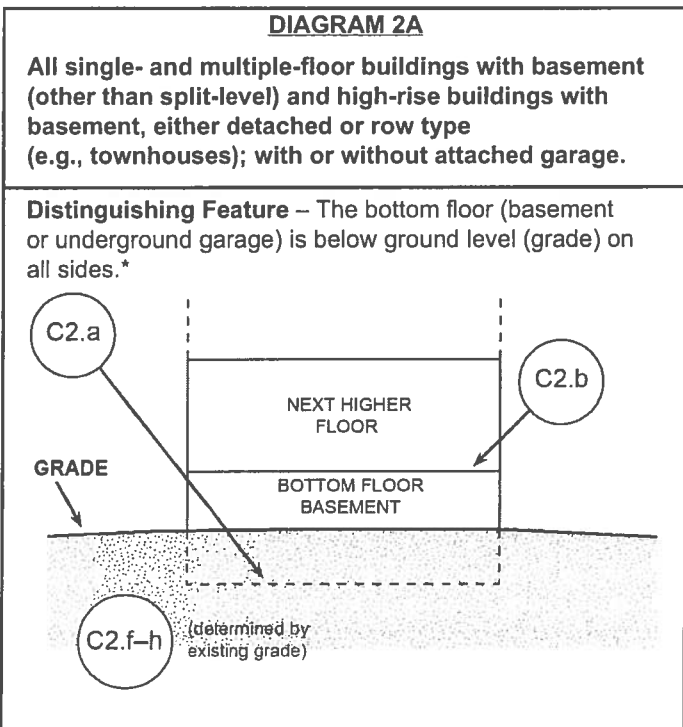 DIAGRAM 2A
All single- and multiple-floor buildings with basement
(other than split-level) and high-rise buildings with
basement, either detached or row type
(e.g., townhouses); with or without attached garage.
Distinguishing Feature – The bottom floor (basement
or underground garage) is below ground level (grade) on
all sides.*
C2.a
C2.b
NEXT HIGHER
FLOOR
GRADE
BOTTOM FLOOR
BASEMENT
C2.f–h
(determined by
existing grade)